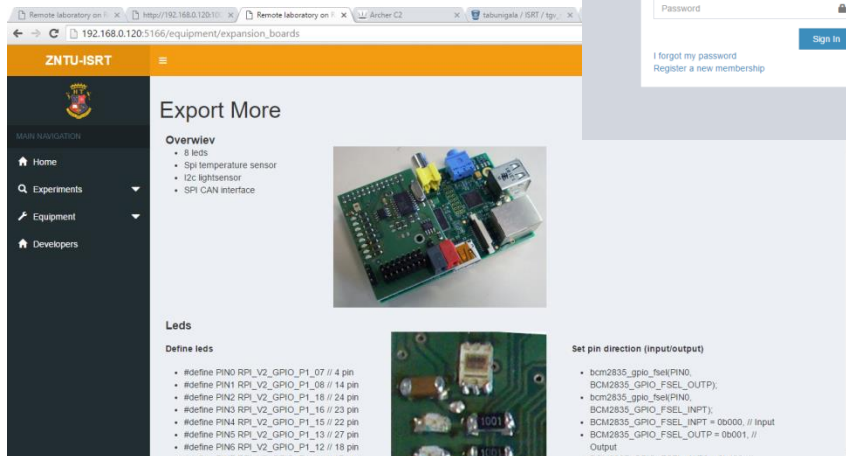 Remote laboratory on R
http://192.168.0.120:10
Remote laboratory on R
Archer C2
tabunigala / ISRT /
192.168.0.120:5166/equipment/expansion_boards
Password
Sign In
I forgot my password
Register a new membership
ZNTU-ISRT
MAIN NAVIGATION
Home
Experiments
Equipment
Developers
Export More
Overwiev
8 leds
Spi temperature sensor
I2c lightsensor
SPI CAN interface
Leds
Define leds
#define PIN0 RPI_V2_GPIO_P1_07 // 4 pin
#define PIN1 RPI_V2_GPIO_P1_08 // 14 pin
#define PIN2 RPI_V2_GPIO_P1_18 // 24 pin
#define PIN3 RPI_V2_GPIO_P1_16 // 23 pin
#define PIN4 RPI_V2_GPIO_P1_15 // 22 pin
#define PIN5 RPI_V2_GPIO_P1_13 // 27 pin
#define PIN6 RPI_V2_GPIO_P1_12 // 18 pin
1001
1001
Set pin direction (input/output)
bcm2835_gpio_fsel(PIN0,
BCM2835_GPIO_FSEL_OUTP);
bcm2835_gpio_fsel(PIN0,
BCM2835_GPIO_FSEL_INPT);
BCM2835_GPIO_FSEL_INPT = 0b000, // Input
BCM2835_GPIO_FSEL_OUTP = 0b001, //
Output